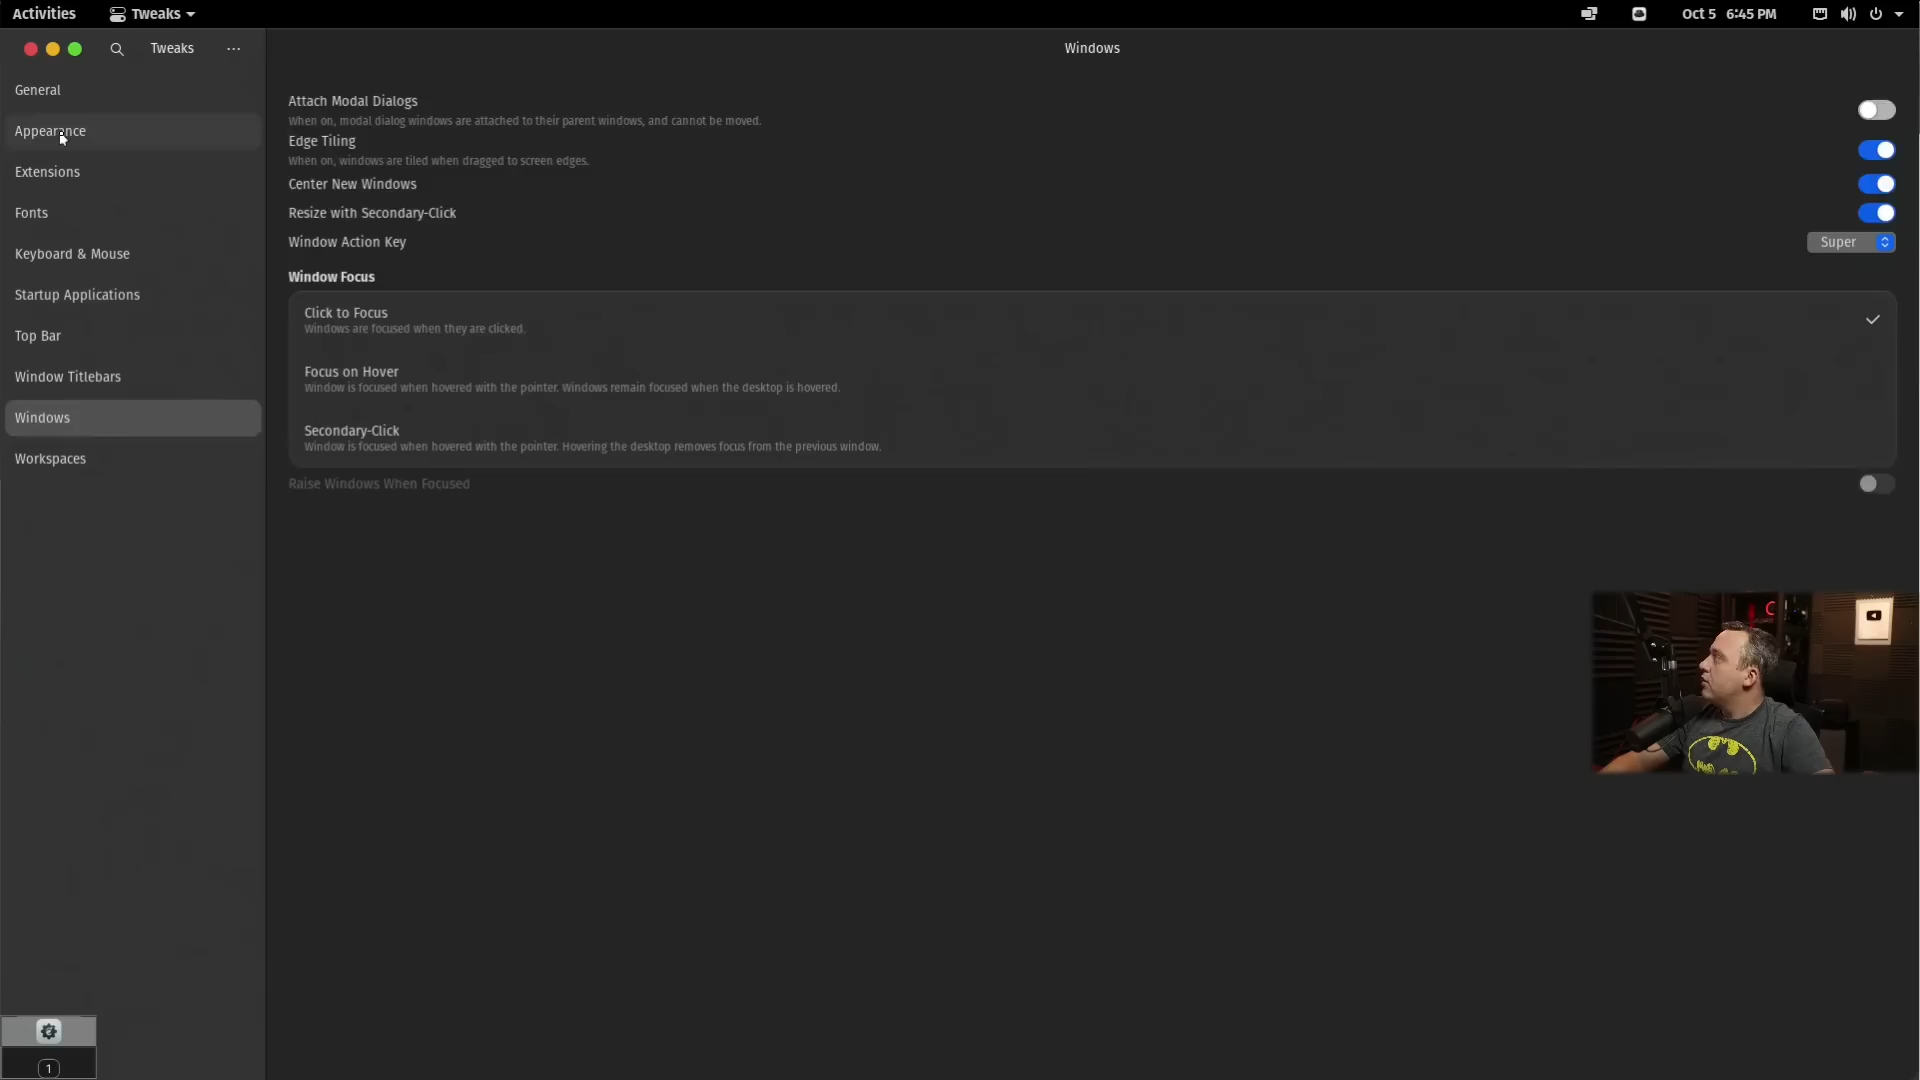 Activities
Tweaks
Oct 5 6:45 PM
Tweaks
Windows
General
Appearance
Extensions
Fonts
Keyboard & Mouse
Startup Applications
Top Bar
Window Titlebars
Windows
Workspaces
Attach Modal Dialogs
When on, modal dialog windows are attached to their parent windows, and cannot be moved.
Edge Tiling
When on, windows are tiled when dragged to screen edges.
Center New Windows
Resize with Secondary-Click
Window Action Key
Super
Window Focus
Click to Focus
Windows are focused when they are clicked.
Focus on Hover
Window is focused when hovered with the pointer. Windows remain focused when the desktop is hovered.
Secondary-Click
Window is focused when hovered with the pointer. Hovering the desktop removes focus from the previous window.
Raise Windows When Focused
1